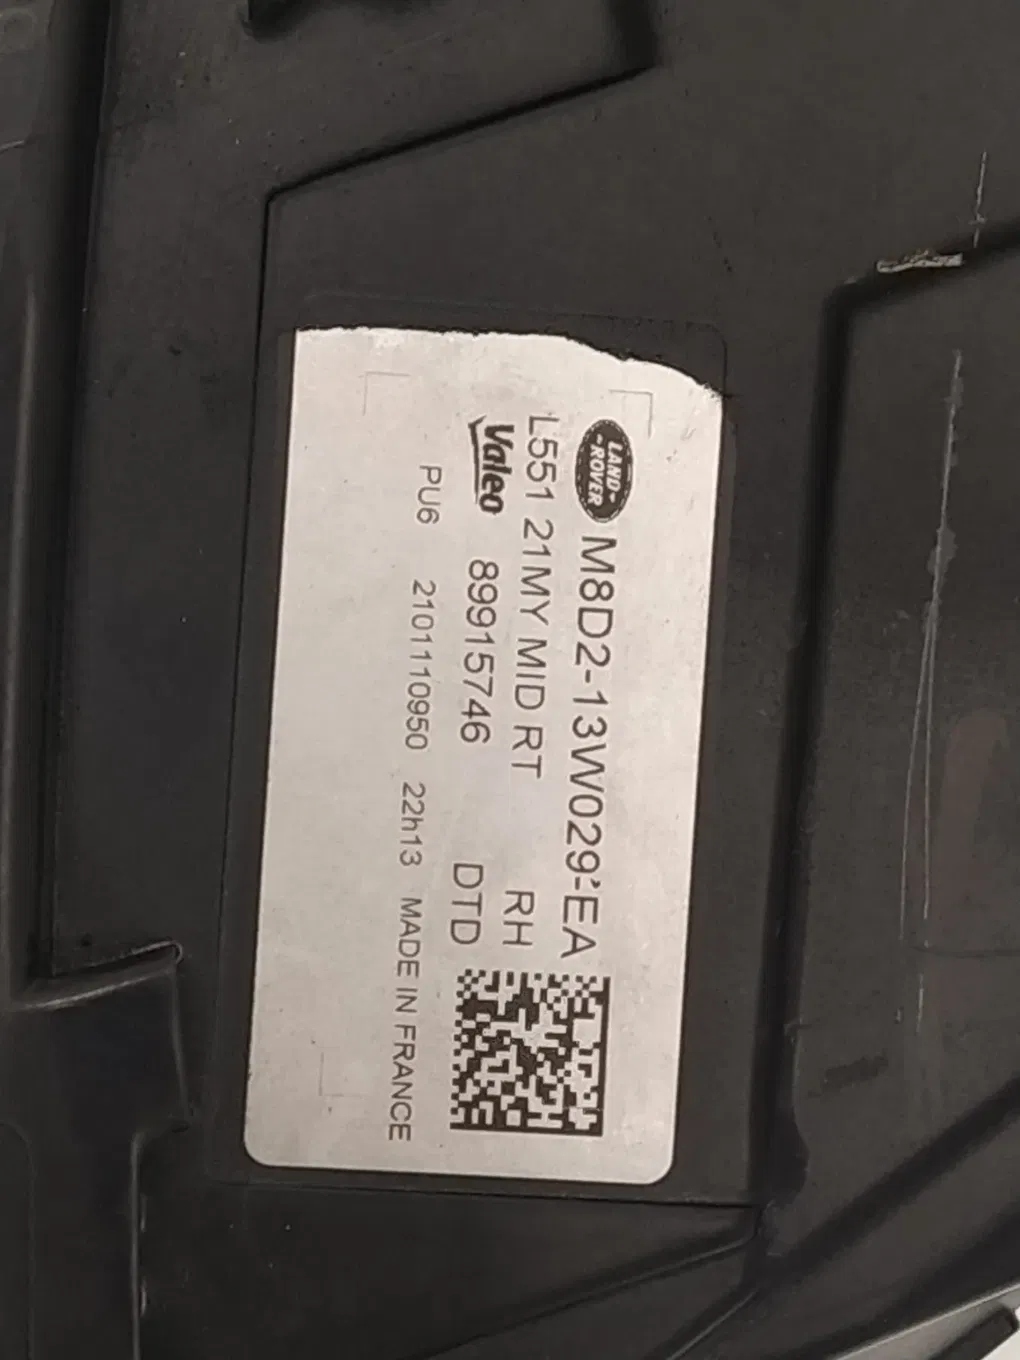 LAND-
-ROVER
M8D2-13W029-EA
L551 21MY MID RT RH
Valeo 89915746 DTD
PU6 2101110950 22h13 MADE IN FRANCE